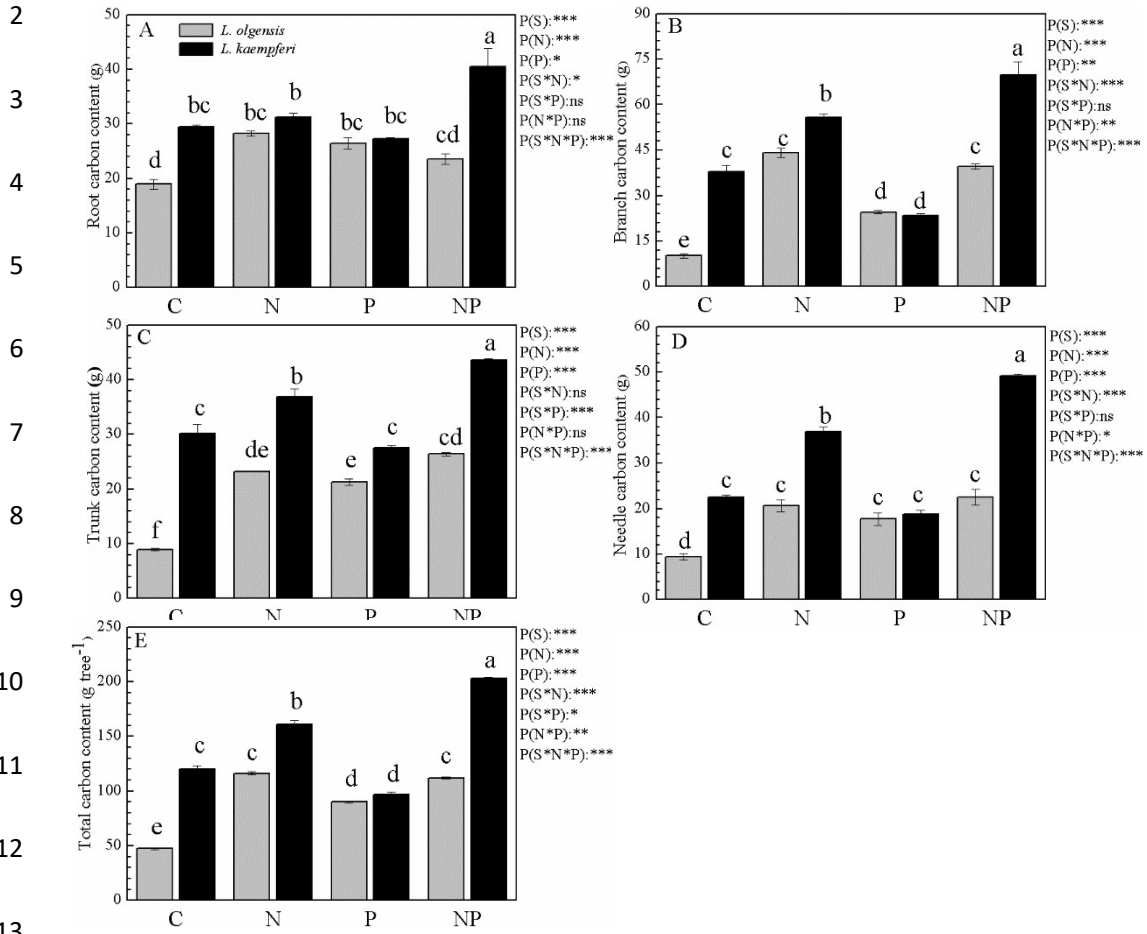 2
3
4
5
6
7
8
9
10
11
12
13
A
L. olgensis
L. kaempferi
Root carbon content (g)
50
40
30
20
10
0
d
bc
bc
b
bc
bc
cd
a
C N P NP
P(S): ***
P(N): ***
P(P): *
P(S*N): *
P(S*P):ns
P(N*P):ns
P(S*N*P): ***
B
Branch carbon content (g)
90
75
60
45
30
15
0
e
c
c
b
d
d
c
a
C N P NP
P(S): ***
P(N): ***
P(P): **
P(S*N): ***
P(S*P):ns
P(N*P): **
P(S*N*P): ***
C
Trunk carbon content (g)
50
40
30
20
10
0
f
c
de
b
e
c
cd
a
C N P NP
P(S): ***
P(N): ***
P(P): ***
P(S*N):ns
P(S*P): ***
P(N*P):ns
P(S*N*P): ***
D
Needle carbon content (g)
60
50
40
30
20
10
0
d
c
c
b
c
c
c
a
C N P NP
P(S): ***
P(N): ***
P(P): ***
P(S*N): ***
P(S*P):ns
P(N*P): *
P(S*N*P): ***
E
Total carbon content (g tree⁻¹)
250
200
150
100
50
0
e
c
c
b
d
d
c
a
C N P NP
P(S): ***
P(N): ***
P(P): ***
P(S*N): ***
P(S*P): *
P(N*P): **
P(S*N*P): ***